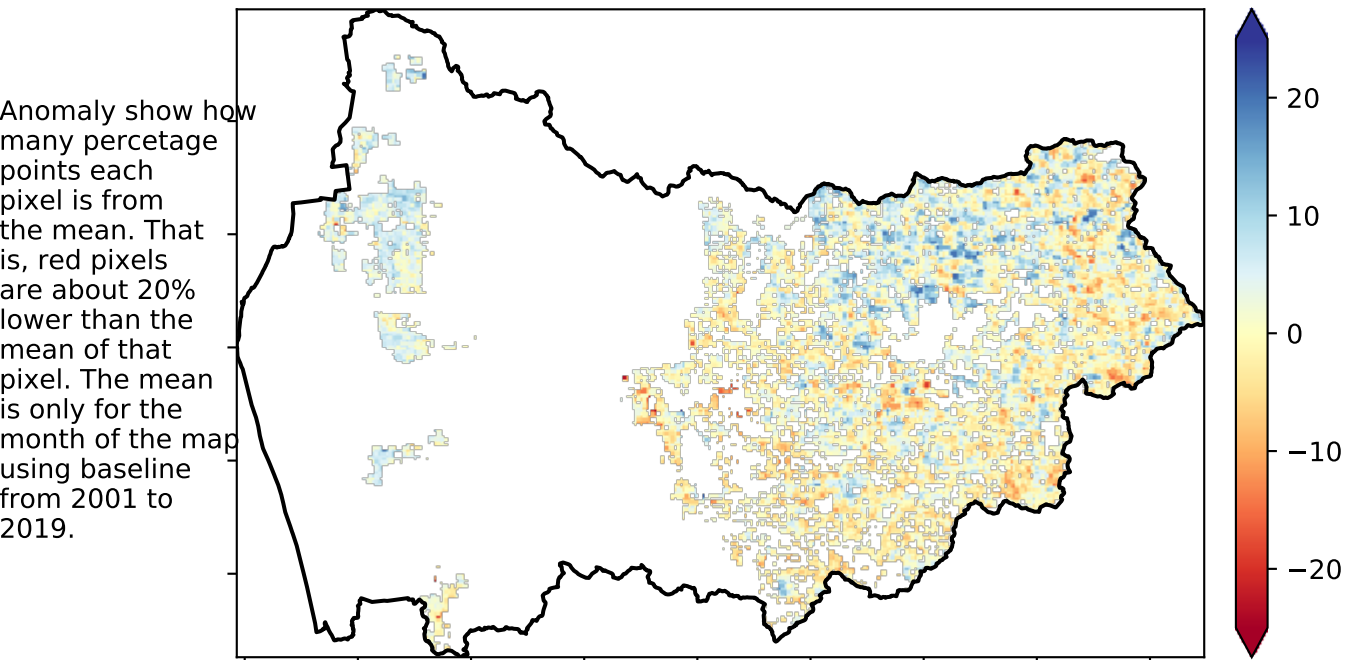 Anomaly show how
many percetage
points each
pixel is from
the mean. That
is, red pixels
are about 20%
lower than the
mean of that
pixel. The mean
is only for the
month of the map
using baseline
from 2001 to
2019.
20
10
0
−10
−20